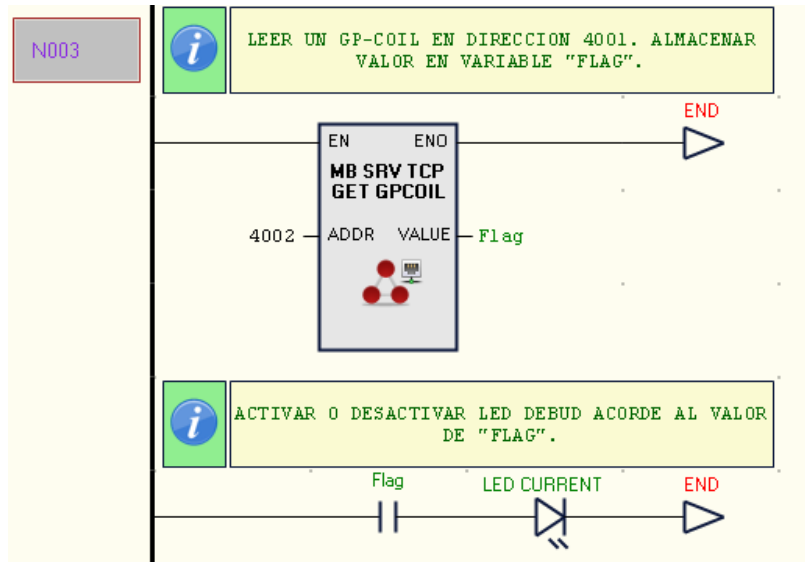 N003
LEER UN GP-COIL EN DIRECCION 4001. ALMACENAR
VALOR EN VARIABLE "FLAG".
END
EN ENO
MB SRV TCP
GET GPCOIL
4002 ADDR VALUE Flag
ACTIVAR O DESACTIVAR LED DEBUD ACORDE AL VALOR
DE "FLAG".
Flag LED CURRENT END